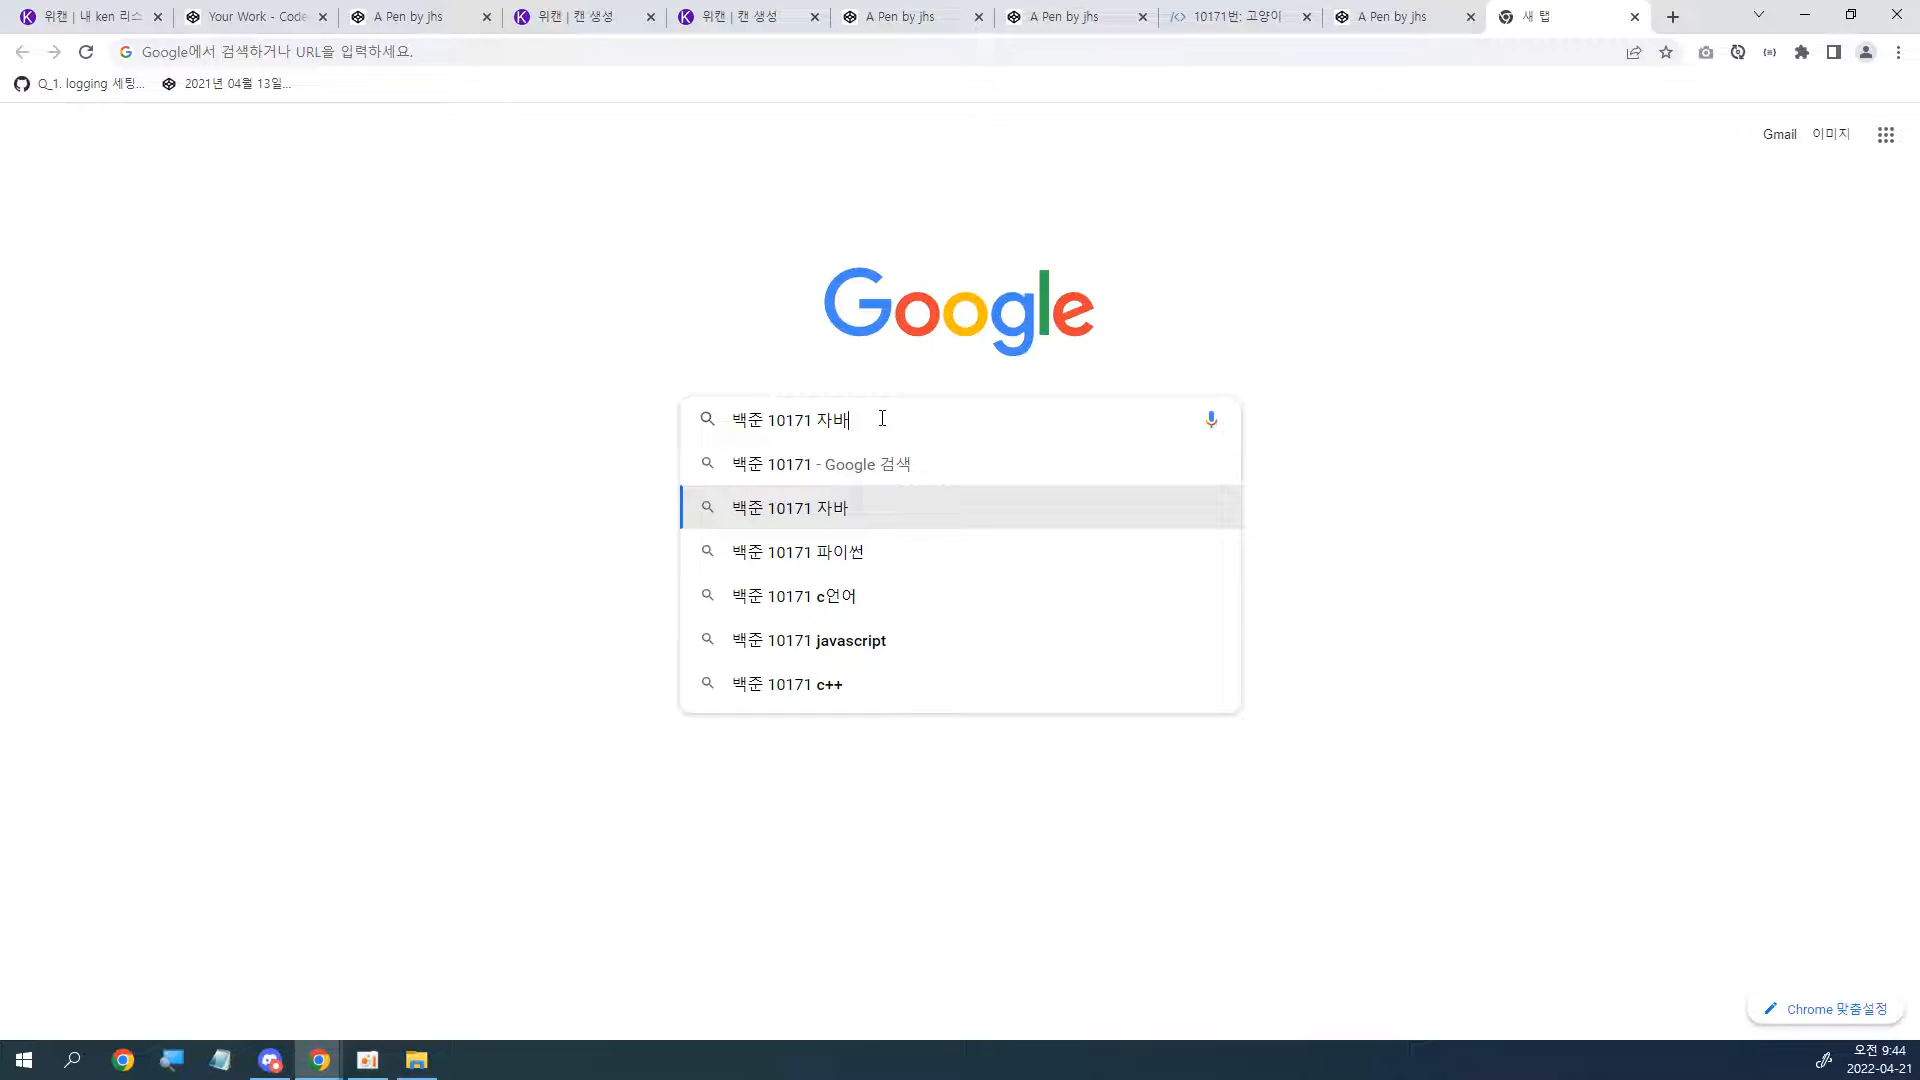 위캔 | 내 ken 리스
Your Work - Code
A Pen by jhs
위캔 | 캔 생성
위캔 | 캔 생성
A Pen by jhs
A Pen by jhs
10171번: 고양이
A Pen by jhs
새 탭
Google에서 검색하거나 URL을 입력하세요.
Q_1. logging 세팅...
2021년 04월 13일...
Gmail
이미지
Google
백준 10171 자바
백준 10171 - Google 검색
백준 10171 자바
백준 10171 파이썬
백준 10171 c언어
백준 10171 javascript
백준 10171 c++
Chrome 맞춤설정
오전 9:44
2022-04-21